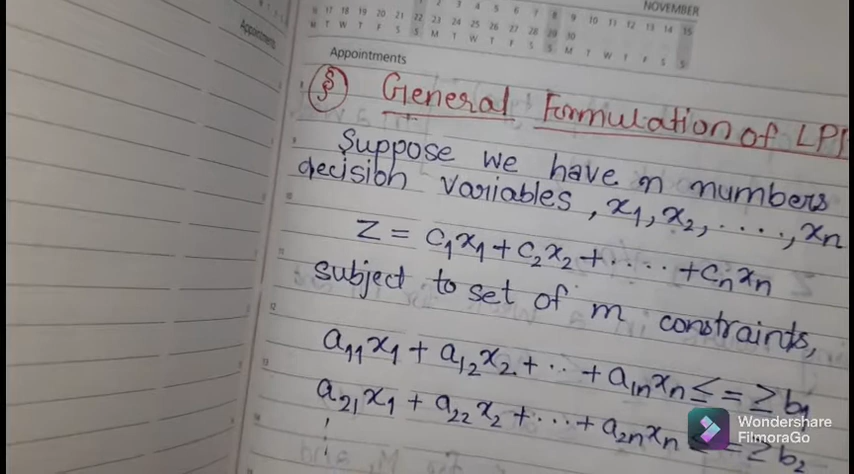 NOVEMBER
Appointments
§ General Formulation of LPP
Suppose we have n numbers
decision variables, x₁, x₂, ....., xₙ
Z = c₁x₁ + c₂x₂ + ..... + cₙxₙ
subject to set of m constraints,
a₁₁x₁ + a₁₂x₂ + ... + a₁ₙxₙ ≤ = ≥ b₁
a₂₁x₁ + a₂₂x₂ + ... + a₂ₙxₙ ≤ = ≥ b₂
Wondershare
FilmoraGo